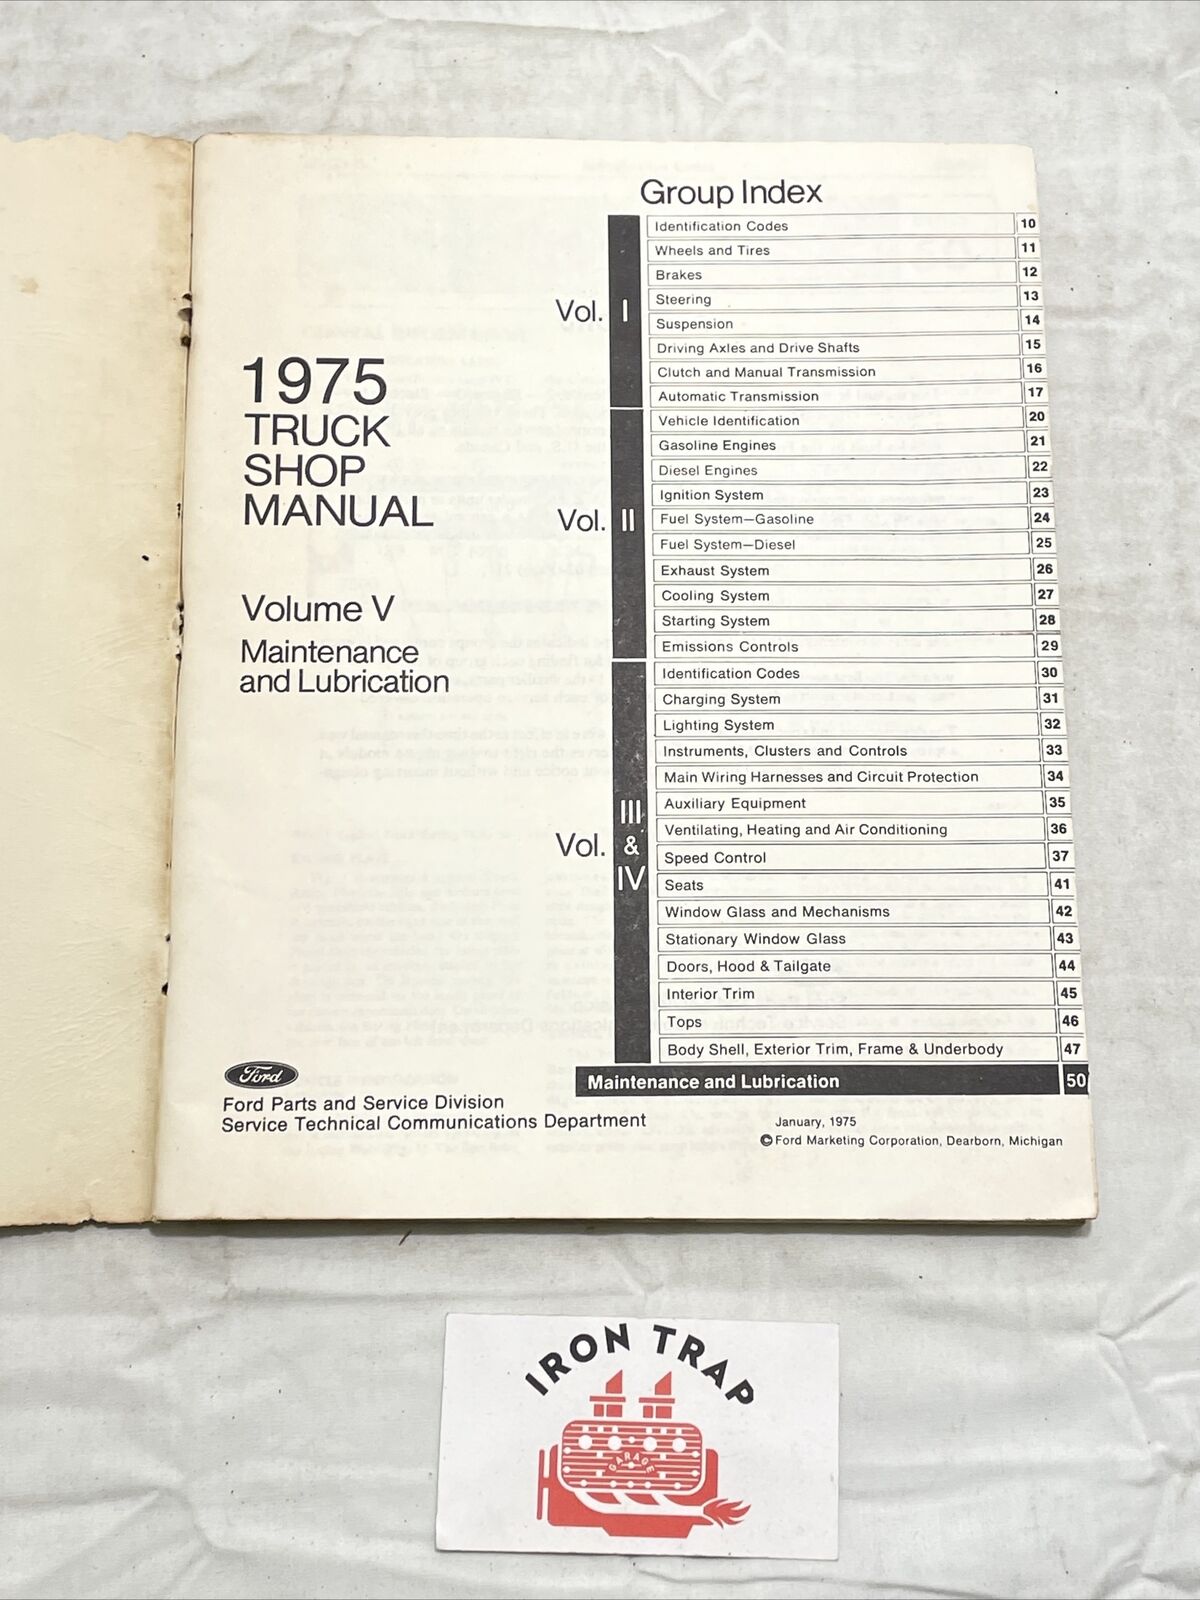 Group Index
Identification Codes 10
Wheels and Tires 11
Brakes 12
Steering 13
Suspension 14
Driving Axles and Drive Shafts 15
Clutch and Manual Transmission 16
Automatic Transmission 17
Vol. I
Vehicle Identification 20
Gasoline Engines 21
Diesel Engines 22
Ignition System 23
Fuel System—Gasoline 24
Fuel System—Diesel 25
Exhaust System 26
Cooling System 27
Starting System 28
Emissions Controls 29
Vol. II
Identification Codes 30
Charging System 31
Lighting System 32
Instruments, Clusters and Controls 33
Main Wiring Harnesses and Circuit Protection 34
Auxiliary Equipment 35
Ventilating, Heating and Air Conditioning 36
Speed Control 37
Seats 41
Window Glass and Mechanisms 42
Stationary Window Glass 43
Doors, Hood & Tailgate 44
Interior Trim 45
Tops 46
Body Shell, Exterior Trim, Frame & Underbody 47
Vol. III & IV
Maintenance and Lubrication 50
1975
TRUCK
SHOP
MANUAL
Volume V
Maintenance
and Lubrication
Ford
Ford Parts and Service Division
Service Technical Communications Department
January, 1975
© Ford Marketing Corporation, Dearborn, Michigan
IRON TRAP
GARAGE